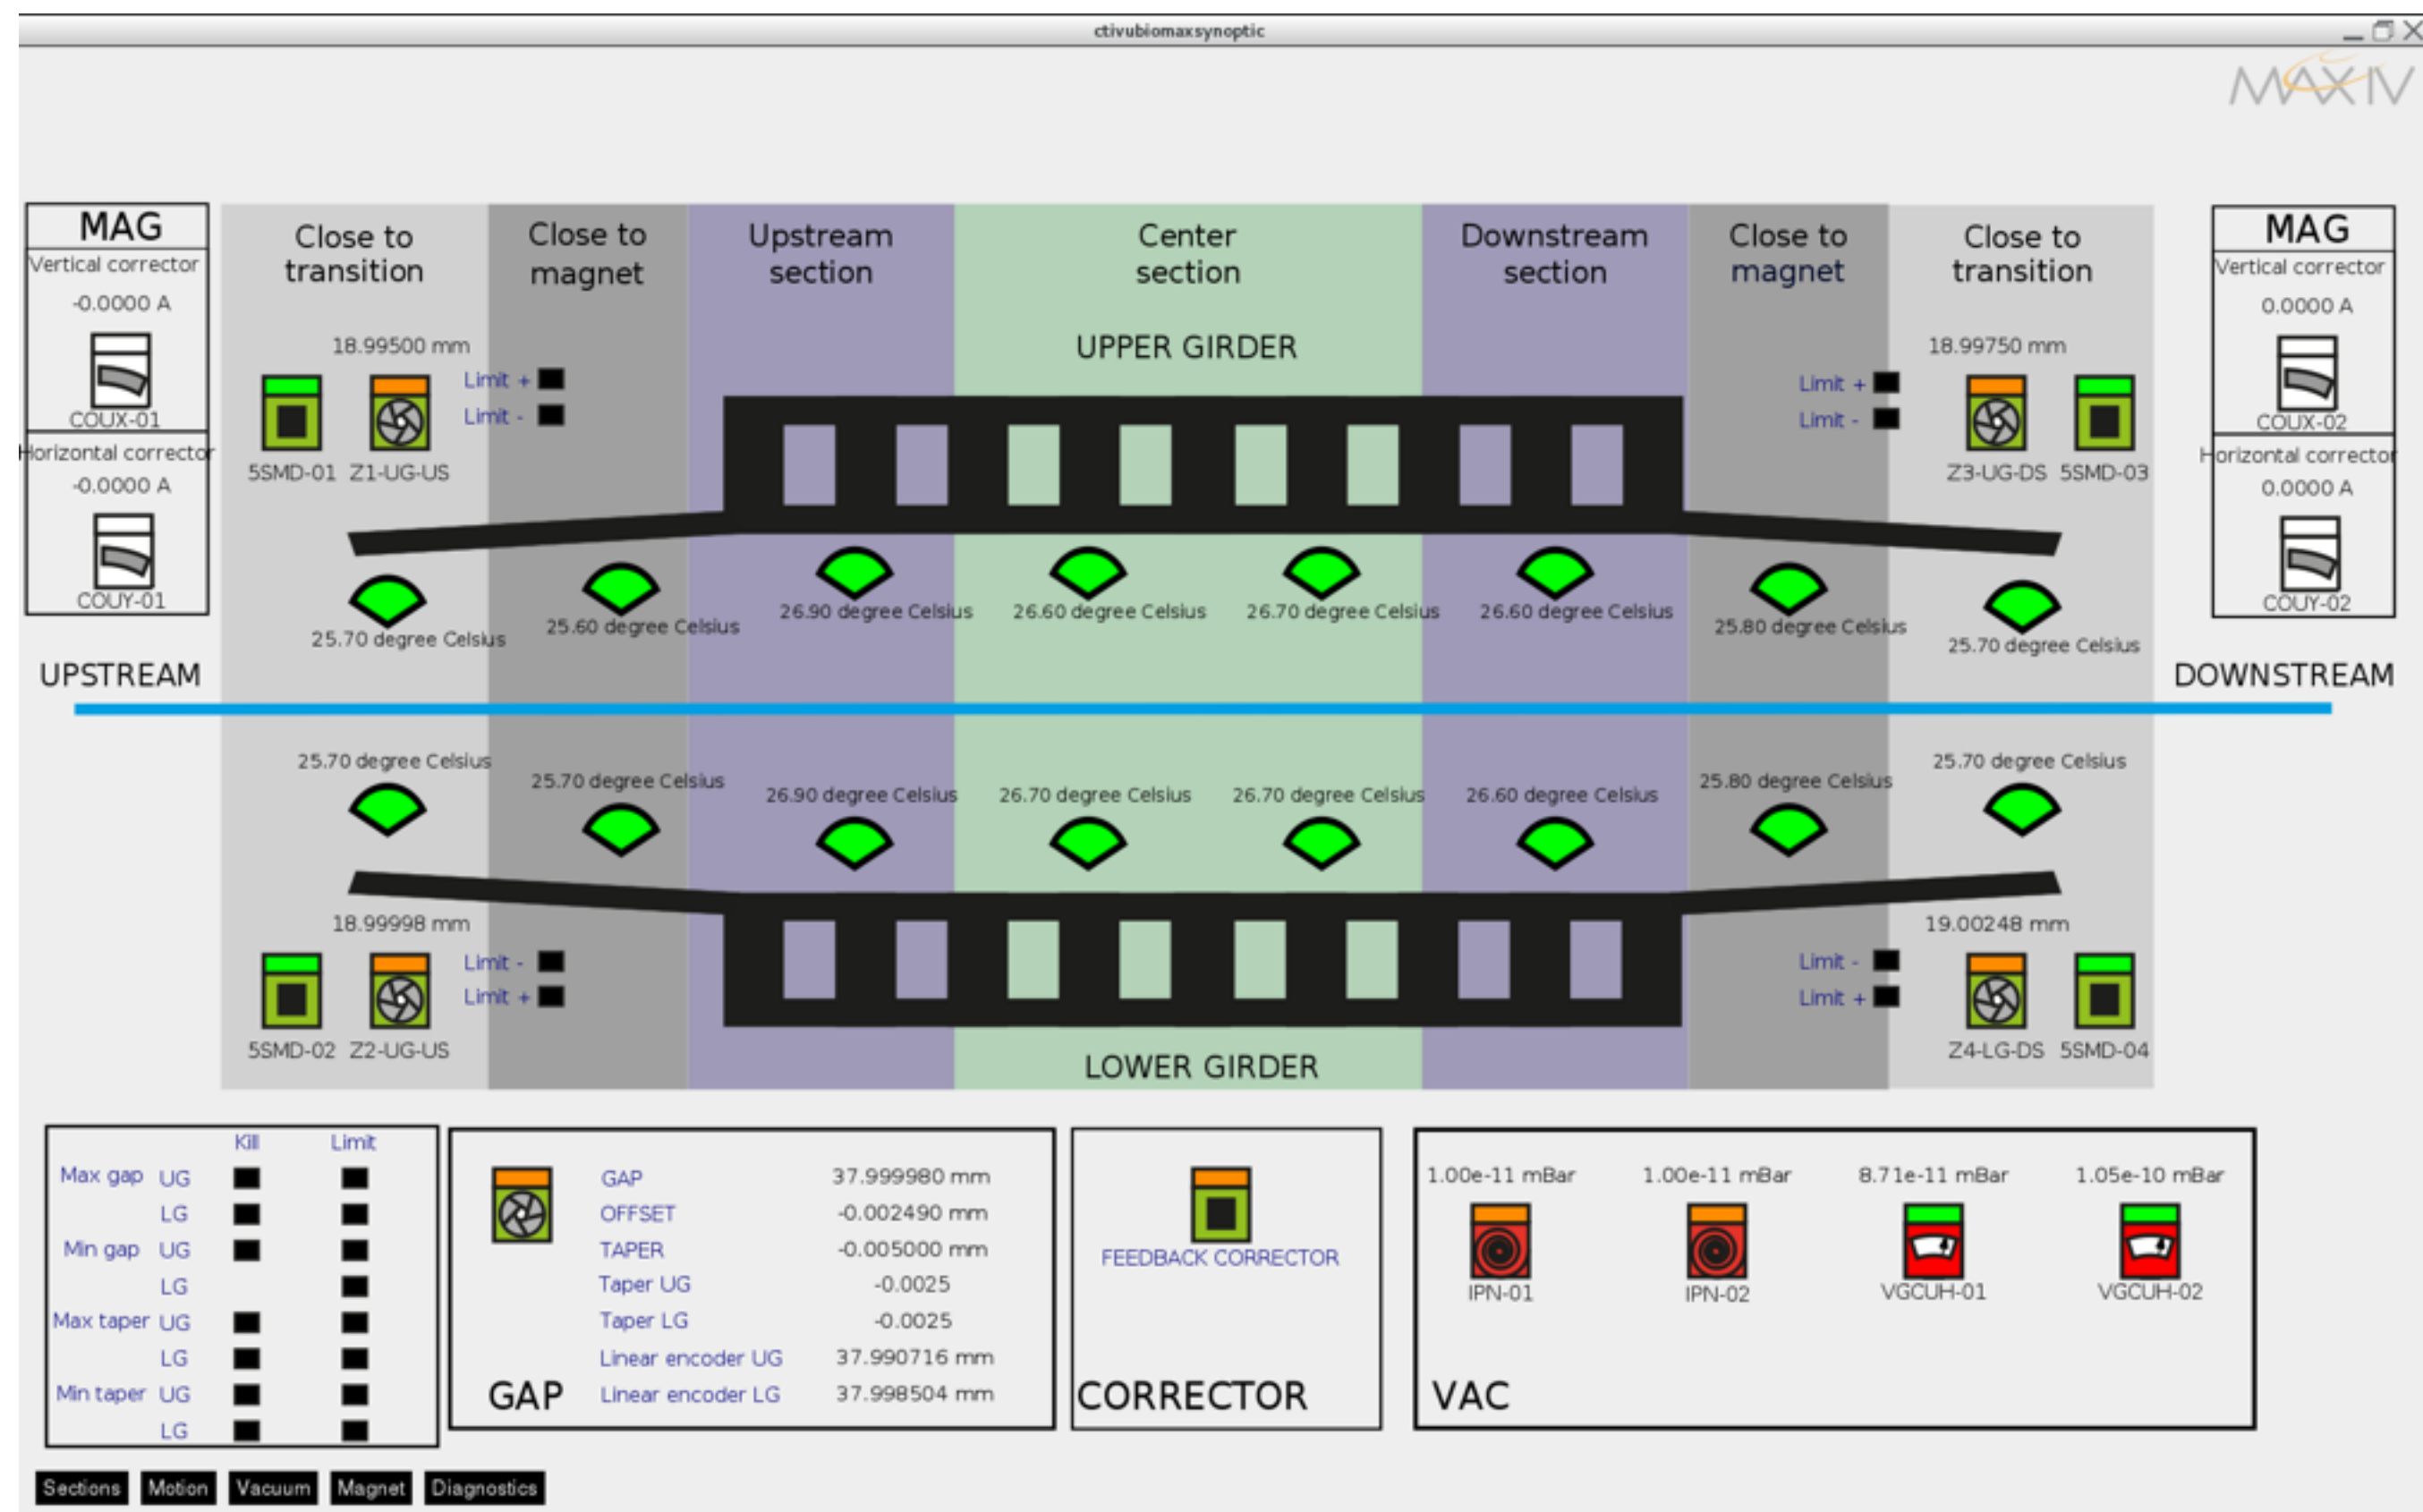 ctivubiomaxsynoptic
MAX IV
MAG
Vertical corrector
-0.0000 A
COUX-01
Horizontal corrector
-0.0000 A
COUY-01
UPSTREAM
Close to
transition
Close to
magnet
Upstream
section
Center
section
Downstream
section
Close to
magnet
Close to
transition
MAG
Vertical corrector
0.0000 A
COUX-02
Horizontal corrector
0.0000 A
COUY-02
DOWNSTREAM
UPPER GIRDER
18.99500 mm
Limit +
Limit -
5SMD-01 Z1-UG-US
18.99750 mm
Limit +
Limit -
Z3-UG-DS 5SMD-03
25.70 degree Celsius
25.60 degree Celsius
26.90 degree Celsius
26.60 degree Celsius
26.70 degree Celsius
26.60 degree Celsius
25.80 degree Celsius
25.70 degree Celsius
25.70 degree Celsius
25.70 degree Celsius
26.90 degree Celsius
26.70 degree Celsius
26.70 degree Celsius
26.60 degree Celsius
25.80 degree Celsius
25.70 degree Celsius
18.99998 mm
Limit -
Limit +
5SMD-02 Z2-UG-US
19.00248 mm
Limit -
Limit +
Z4-LG-DS 5SMD-04
LOWER GIRDER
Kill Limit
Max gap UG
LG
Min gap UG
LG
Max taper UG
LG
Min taper UG
LG
GAP 37.999980 mm
OFFSET -0.002490 mm
TAPER -0.005000 mm
Taper UG -0.0025
Taper LG -0.0025
Linear encoder UG 37.990716 mm
Linear encoder LG 37.998504 mm
GAP
FEEDBACK CORRECTOR
CORRECTOR
1.00e-11 mBar 1.00e-11 mBar 8.71e-11 mBar 1.05e-10 mBar
IPN-01 IPN-02 VGCUH-01 VGCUH-02
VAC
Sections Motion Vacuum Magnet Diagnostics